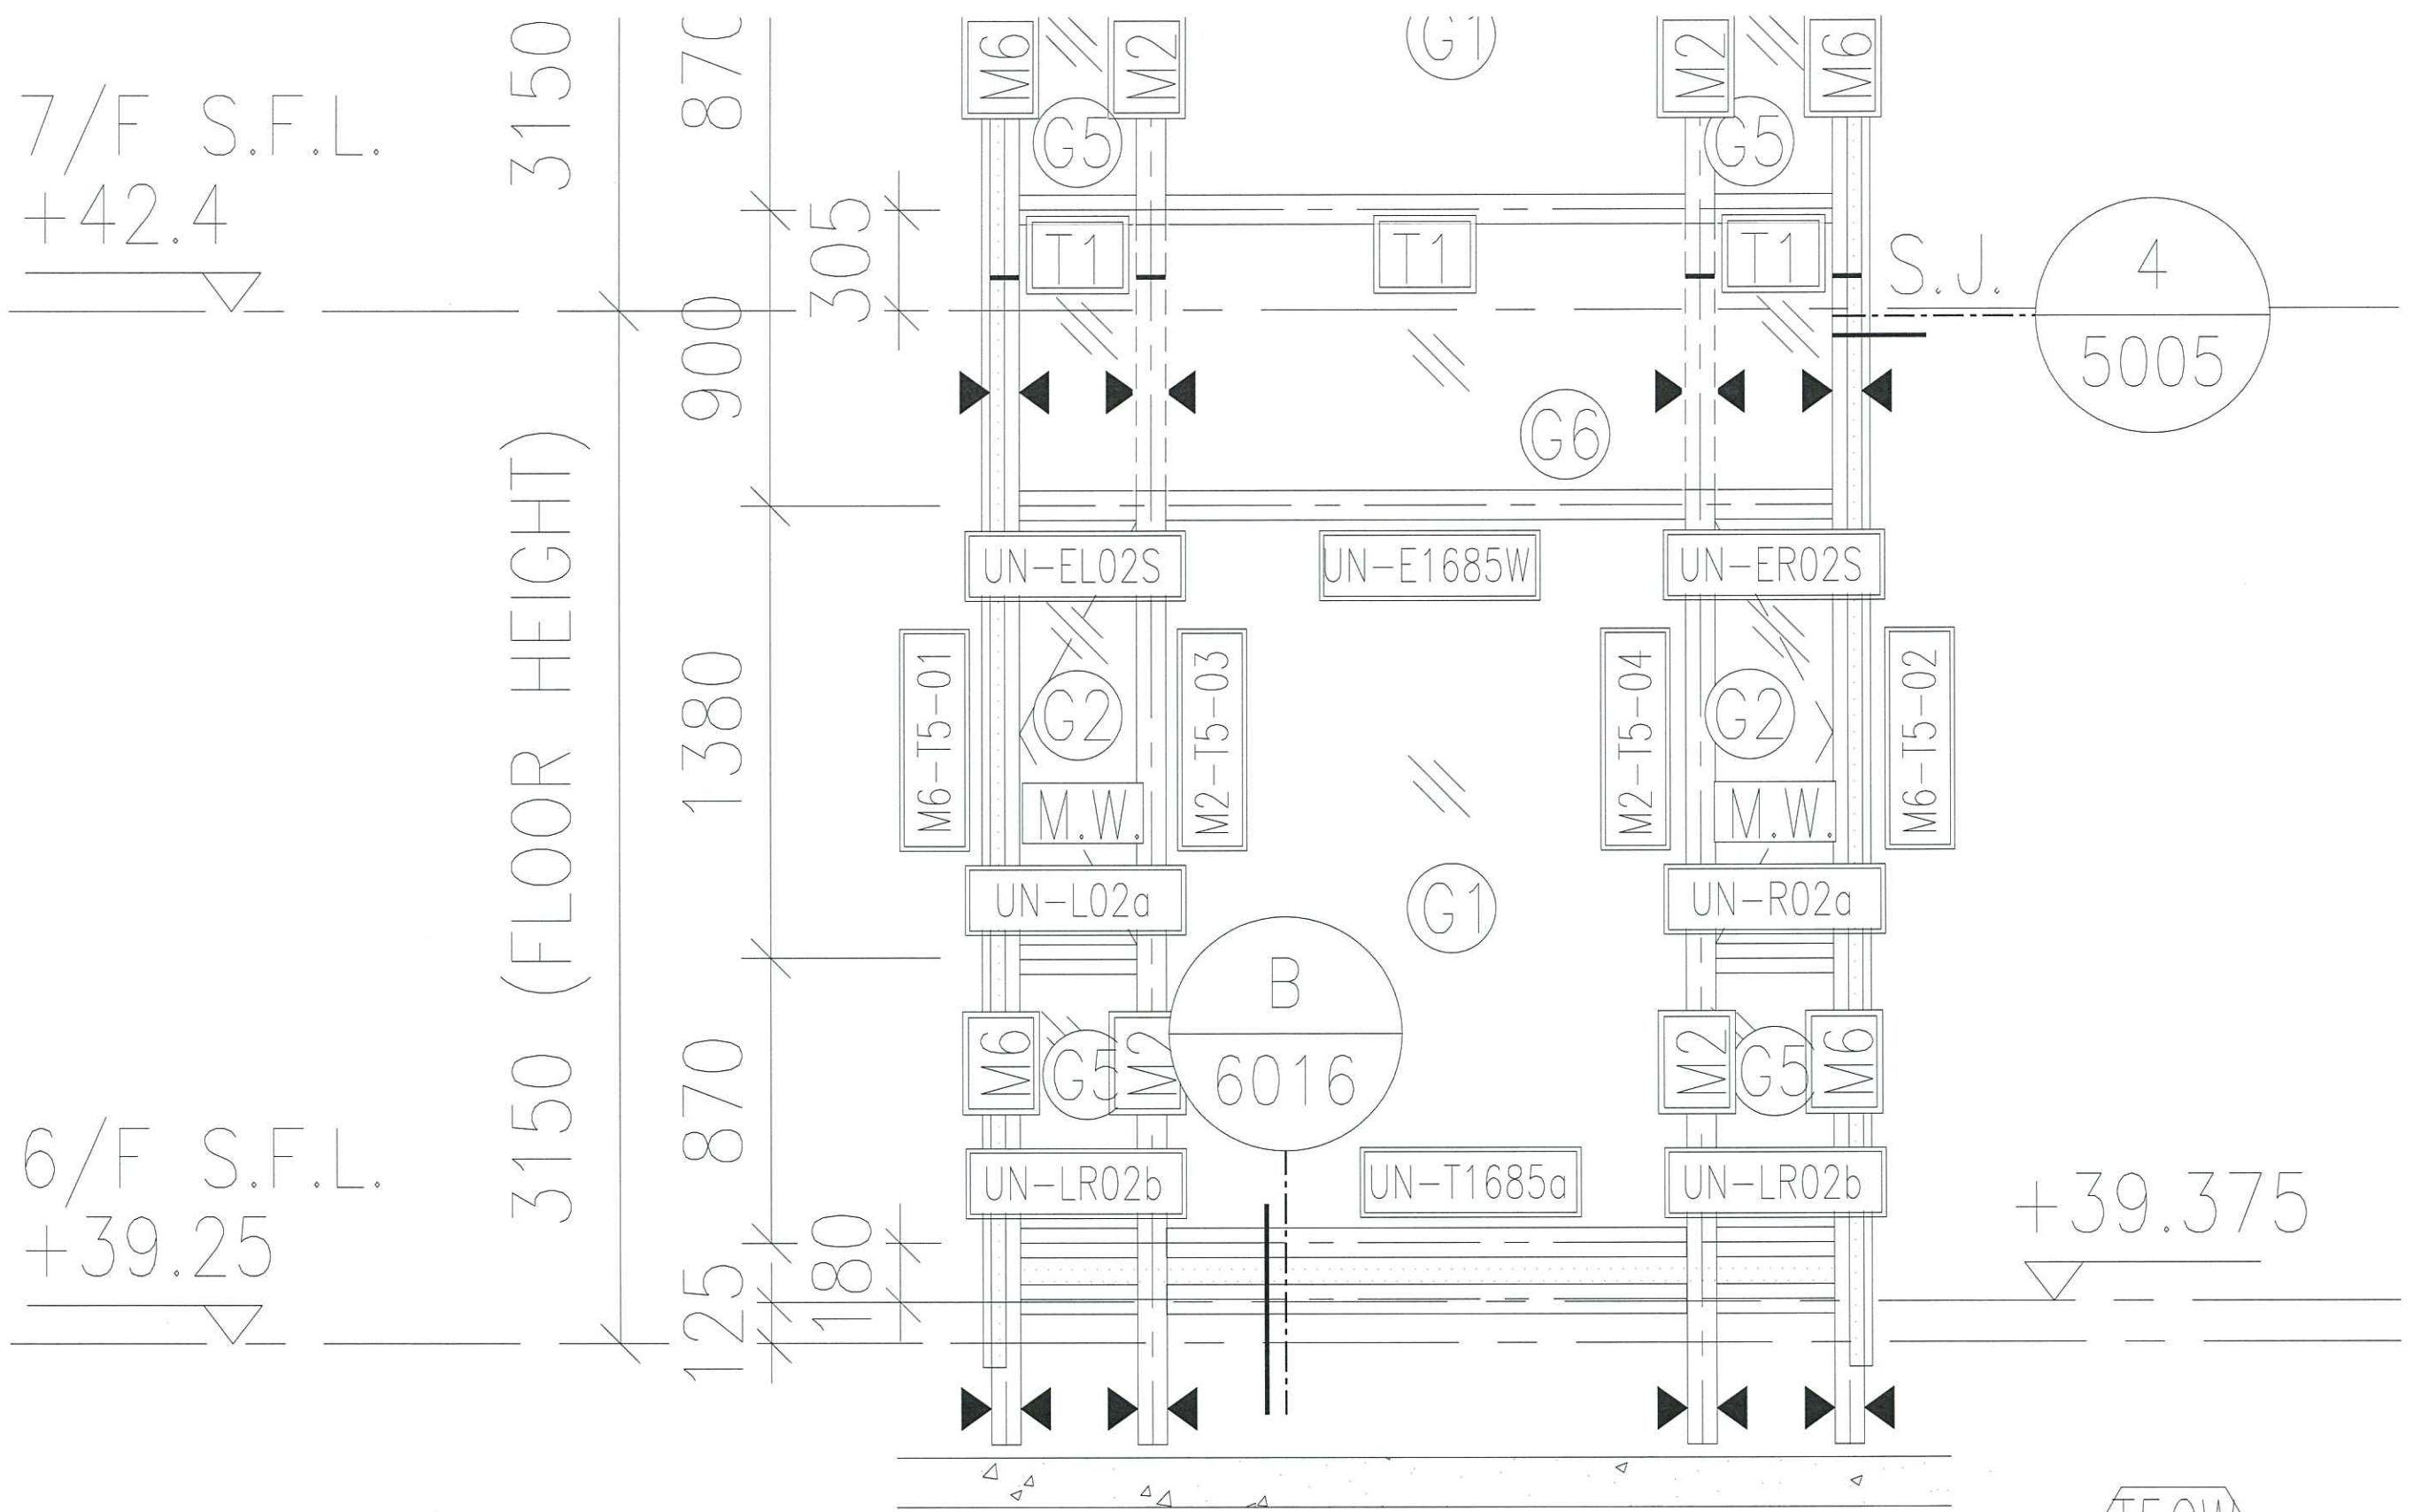 7/F S.F.L.
+42.4
3150
870
M6
M2
G1
M2
M6
G5
G5
305
T1
T1
T1
S.J.
4
5005
900
G6
3150 (FLOOR HEIGHT)
UN-EL02S
UN-E1685W
UN-ER02S
1380
M6-T5-01
G2
M2-T5-03
M2-T5-04
G2
M6-T5-02
M.W.
M.W.
UN-L02a
G1
UN-R02a
B
6016
870
M6
G5
M2
M2
G5
M6
6/F S.F.L.
+39.25
UN-LR02b
UN-T1685a
UN-LR02b
+39.375
180
125